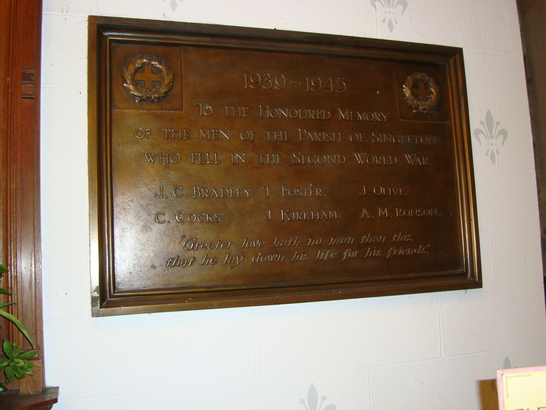 1939–1945
To the Honoured Memory
of the men of the Parish of Singleton
who fell in the Second World War
J. C. Bradley T. Foster. J. Olive.
C. Cocks J. Kirkham. A. M. Robson.
"Greater love hath no man than this,
that he lay down his life for his friends."